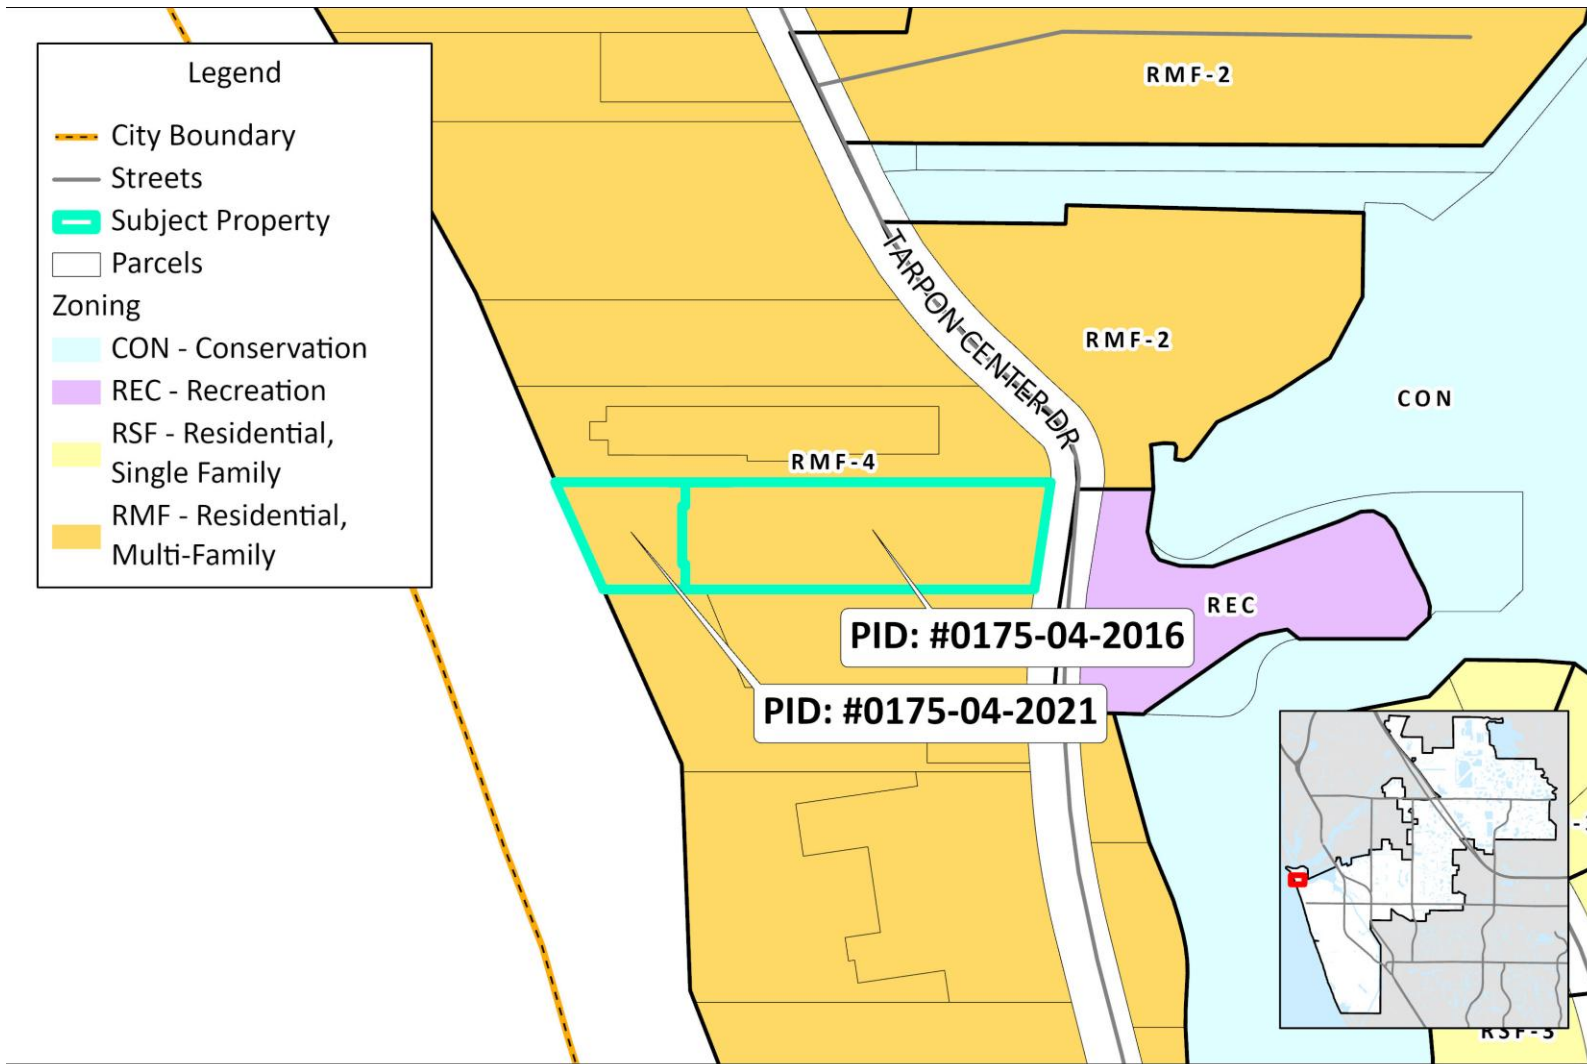 Legend
City Boundary
Streets
Subject Property
Parcels
Zoning
CON - Conservation
REC - Recreation
RSF - Residential,
Single Family
RMF - Residential,
Multi-Family
RMF-2
TARPON CENTER DR
RMF-2
CON
RMF-4
REC
PID: #0175-04-2016
PID: #0175-04-2021
RSF-3